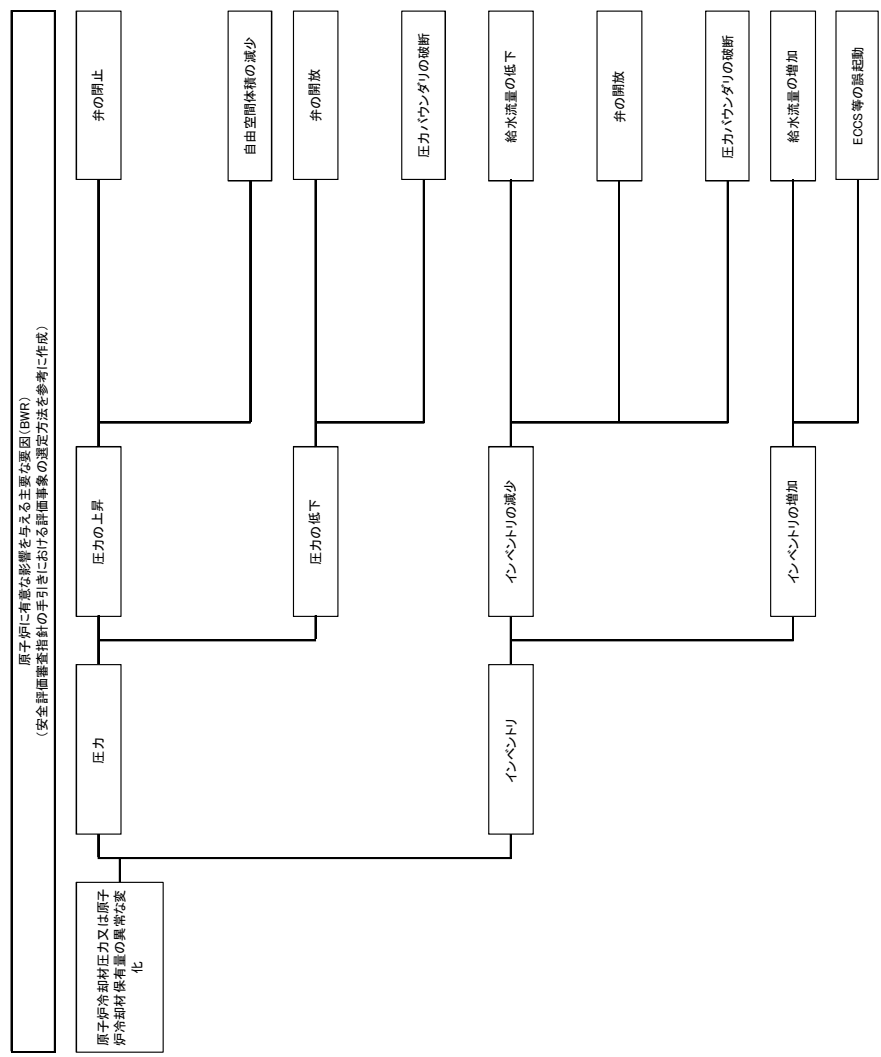 原子炉に有意な影響を与える主要な要因(BWR)
(安全評価審査指針の手引きにおける評価事象の選定方法を参考に作成)
原子炉冷却材圧力又は原子
炉冷却材保有量の異常な変
化
圧力
圧力の上昇
弁の閉止
自由空間体積の減少
圧力の低下
弁の開放
圧力バウンダリの破断
インベントリ
インベントリの減少
給水流量の低下
弁の開放
圧力バウンダリの破断
インベントリの増加
給水流量の増加
ECCS等の誤起動